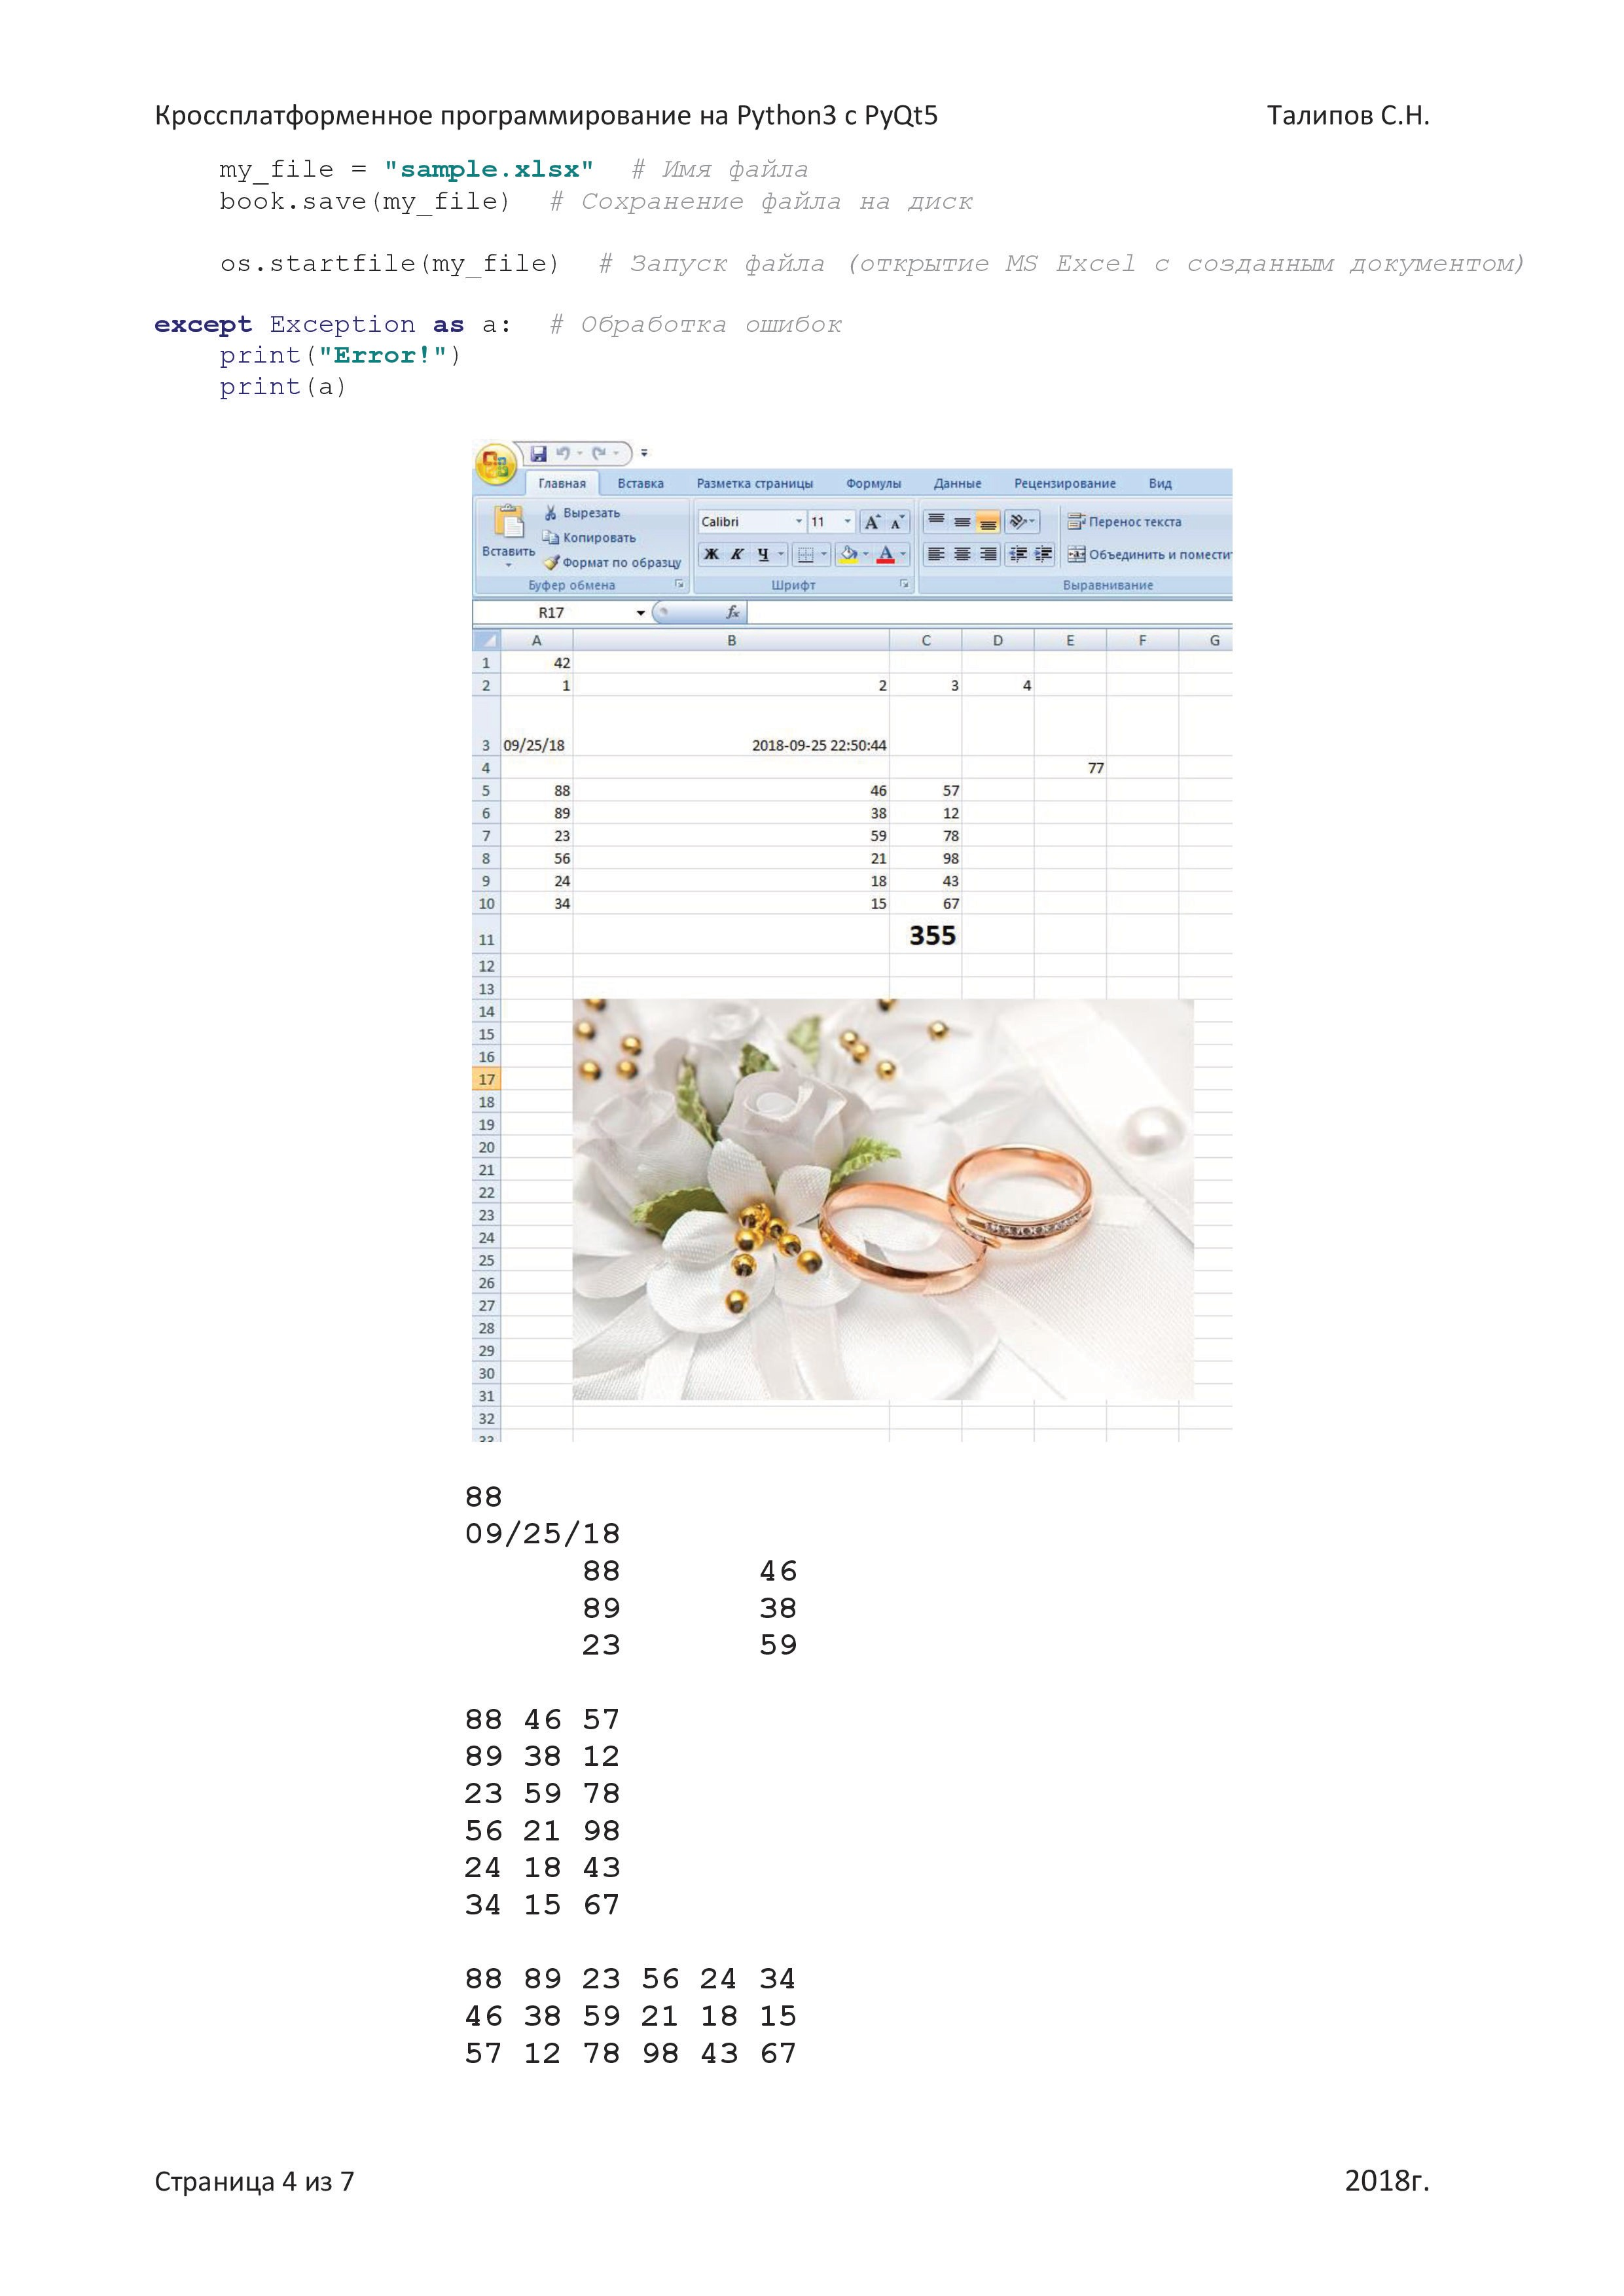 Кроссплатформенное программирование на Python3 с PyQt5 Талипов С.Н.
my_file = "sample.xlsx" # Имя файла
book.save(my_file) # Сохранение файла на диск
os.startfile(my_file) # Запуск файла (открытие MS Excel с созданным документом)
except Exception as a: # Обработка ошибок
print("Error!")
print(a)
Главная Вставка Разметка страницы Формулы Данные Рецензирование Вид
Вставить
Вырезать
Копировать
Формат по образцу
Буфер обмена
Calibri 11
Ж К Ч
Шрифт
Перенос текста
Объединить и помести
Выравнивание
R17 fx
A B C D E F G
1 42
2 1 2 3 4
3 09/25/18 2018-09-25 22:50:44
4 77
5 88 46 57
6 89 38 12
7 23 59 78
8 56 21 98
9 24 18 43
10 34 15 67
11 355
12
13
14
15
16
17
18
19
20
21
22
23
24
25
26
27
28
29
30
31
32
33
88
09/25/18
88 46
89 38
23 59
88 46 57
89 38 12
23 59 78
56 21 98
24 18 43
34 15 67
88 89 23 56 24 34
46 38 59 21 18 15
57 12 78 98 43 67
Страница 4 из 7 2018г.